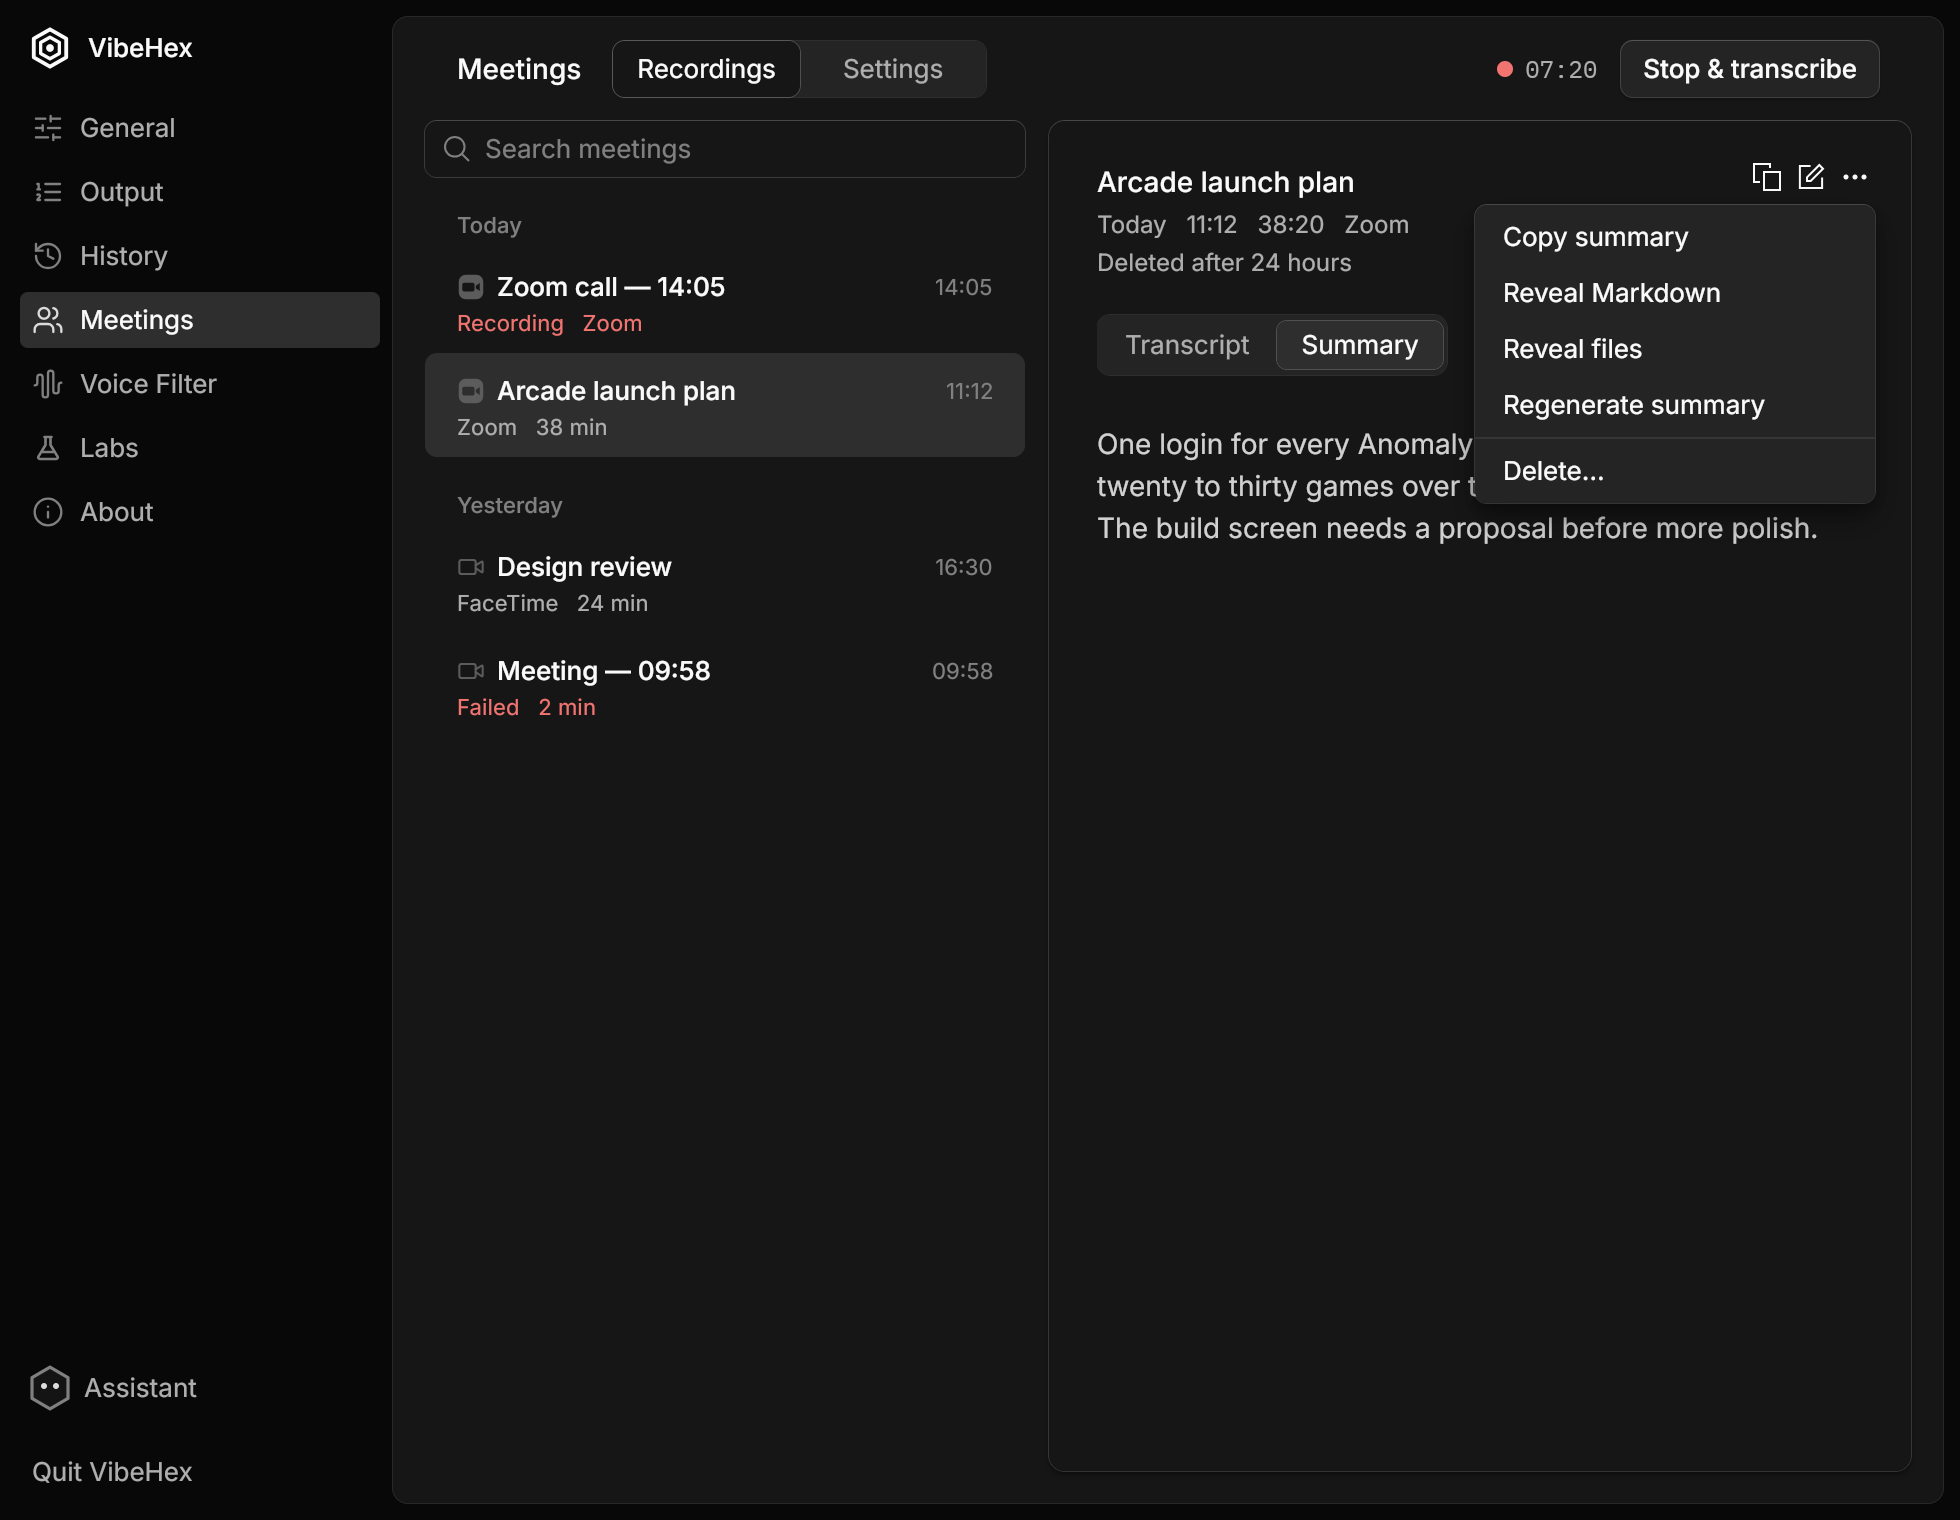 VibeHex
General
Output
History
Meetings
Voice Filter
Labs
About
Assistant
Quit VibeHex
Meetings
Recordings
Settings
07:20
Stop & transcribe
Search meetings
Today
Zoom call — 14:05
14:05
Recording Zoom
Arcade launch plan
11:12
Zoom 38 min
Yesterday
Design review
16:30
FaceTime 24 min
Meeting — 09:58
09:58
Failed 2 min
Arcade launch plan
Today 11:12 38:20 Zoom
Deleted after 24 hours
Transcript
Summary
One login for every Anomaly
twenty to thirty games over
The build screen needs a proposal before more polish.
Copy summary
Reveal Markdown
Reveal files
Regenerate summary
Delete...